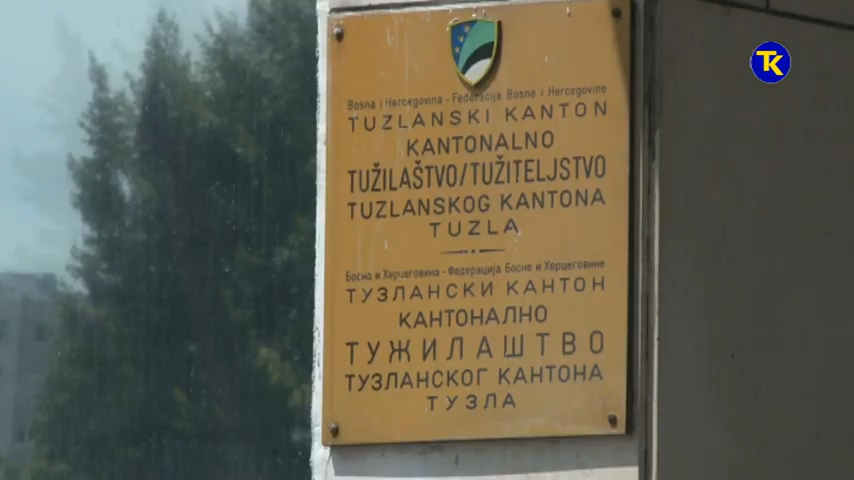 TK
Bosna i Hercegovina - Federacija Bosne i Hercegovine
TUZLANSKI KANTON
KANTONALNO
TUŽILAŠTVO/TUŽITELJSTVO
TUZLANSKOG KANTONA
TUZLA
Босна и Херцеговина - Федерација Босне и Херцеговине
ТУЗЛАНСКИ КАНТОН
КАНТОНАЛНО
ТУЖИЛАШТВО
ТУЗЛАНСКОГ КАНТОНА
ТУЗЛА